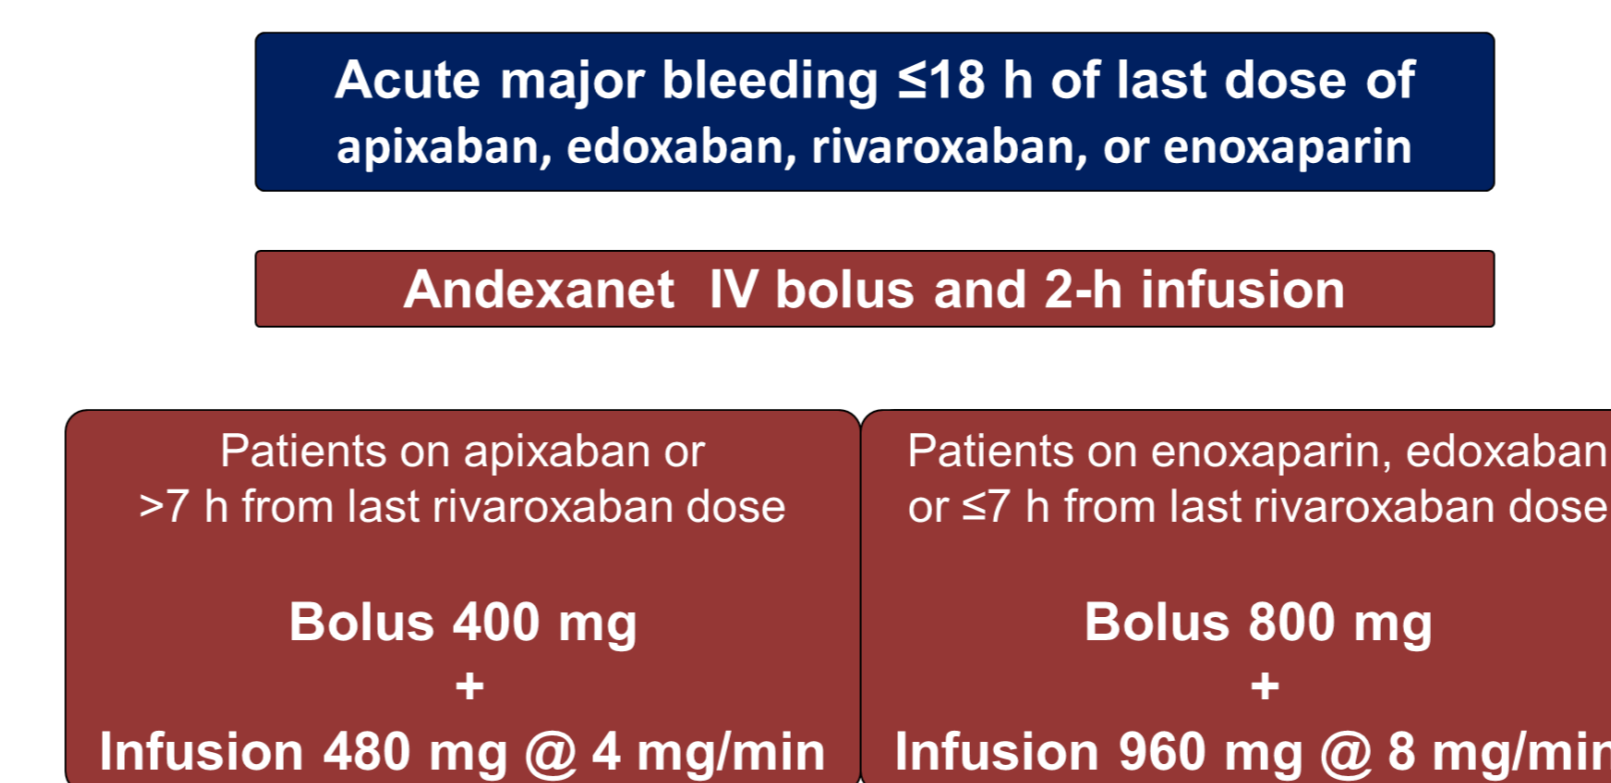 Acute major bleeding ≤18 h of last dose of
apixaban, edoxaban, rivaroxaban, or enoxaparin
Andexanet IV bolus and 2-h infusion
Patients on apixaban or
>7 h from last rivaroxaban dose
Bolus 400 mg
+
Infusion 480 mg @ 4 mg/min
Patients on enoxaparin, edoxaban
or ≤7 h from last rivaroxaban dose
Bolus 800 mg
+
Infusion 960 mg @ 8 mg/min